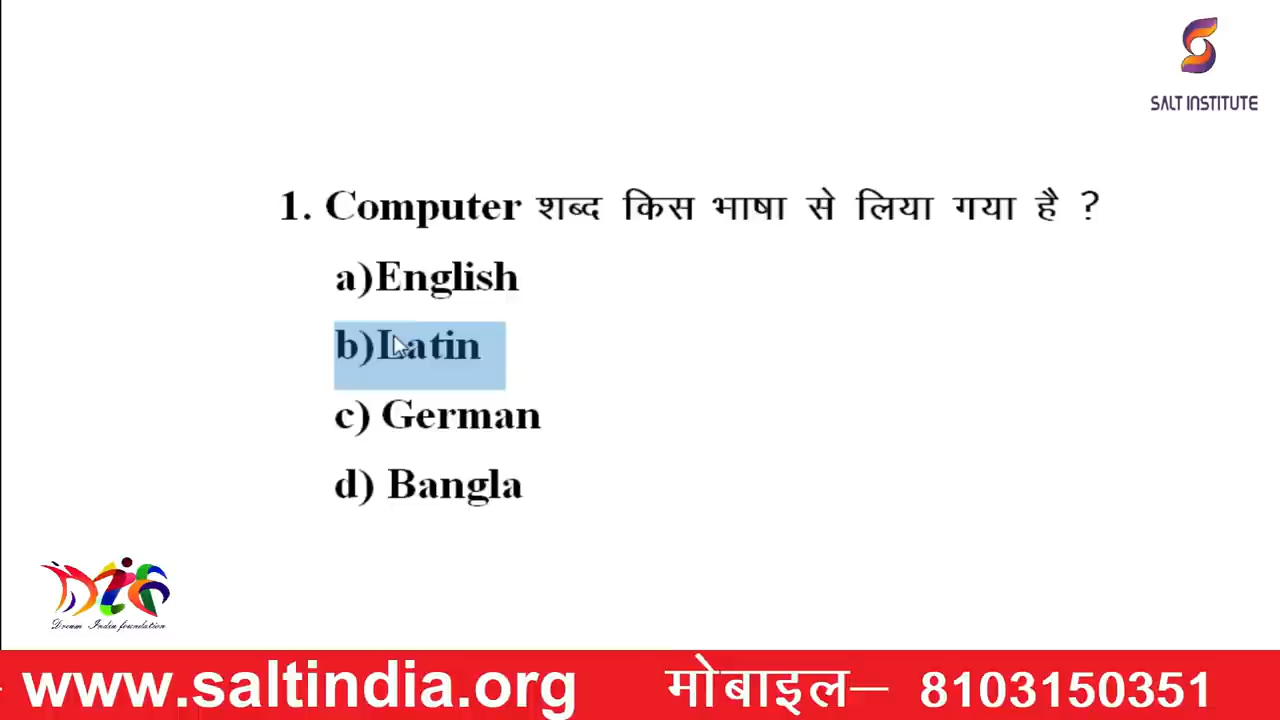 SALT INSTITUTE
1. Computer शब्द किस भाषा से लिया गया है ?
a)English
b)Latin
c) German
d) Bangla
Dream India foundation
www.saltindia.org मोबाइल– 8103150351